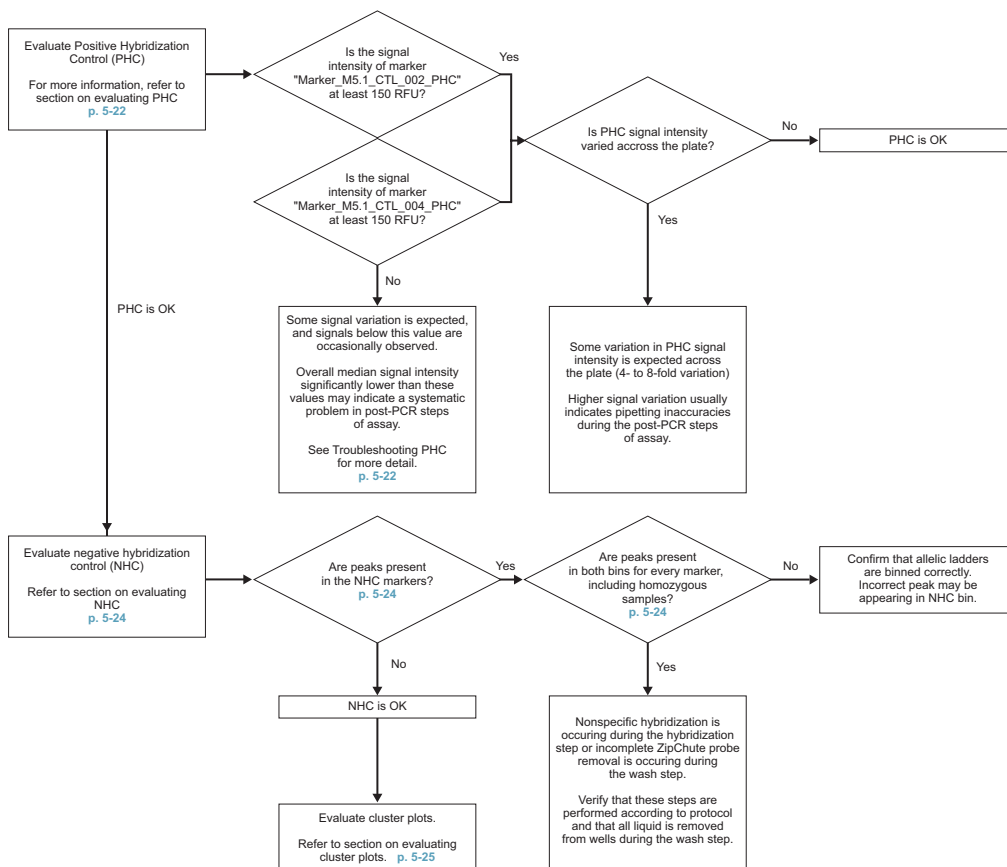 Evaluate Positive Hybridization
Control (PHC)
For more information, refer to
section on evaluating PHC
p. 5-22
Is the signal
intensity of marker
"Marker_M5.1_CTL_002_PHC"
at least 150 RFU?
Yes
Is the signal
intensity of marker
"Marker_M5.1_CTL_004_PHC"
at least 150 RFU?
Is PHC signal intensity
varied accross the plate?
No
PHC is OK
No
Yes
PHC is OK
Some signal variation is expected,
and signals below this value are
occasionally observed.
Overall median signal intensity
significantly lower than these
values may indicate a systematic
problem in post-PCR steps
of assay.
See Troubleshooting PHC
for more detail.
p. 5-22
Some variation in PHC signal
intensity is expected across
the plate (4- to 8-fold variation)
Higher signal variation usually
indicates pipetting inaccuracies
during the post-PCR steps
of assay.
Evaluate negative hybridization
control (NHC)
Refer to section on evaluating
NHC
p. 5-24
Are peaks present
in the NHC markers?
p. 5-24
Yes
Are peaks present
in both bins for every marker,
including homozygous
samples?
p. 5-24
No
Confirm that allelic ladders
are binned correctly.
Incorrect peak may be
appearing in NHC bin.
No
Yes
NHC is OK
Nonspecific hybridization is
occuring during the hybridization
step or incomplete ZipChute probe
removal is occuring during
the wash step.
Verify that these steps are
performed according to protocol
and that all liquid is removed
from wells during the wash step.
Evaluate cluster plots.
Refer to section on evaluating
cluster plots. p. 5-25